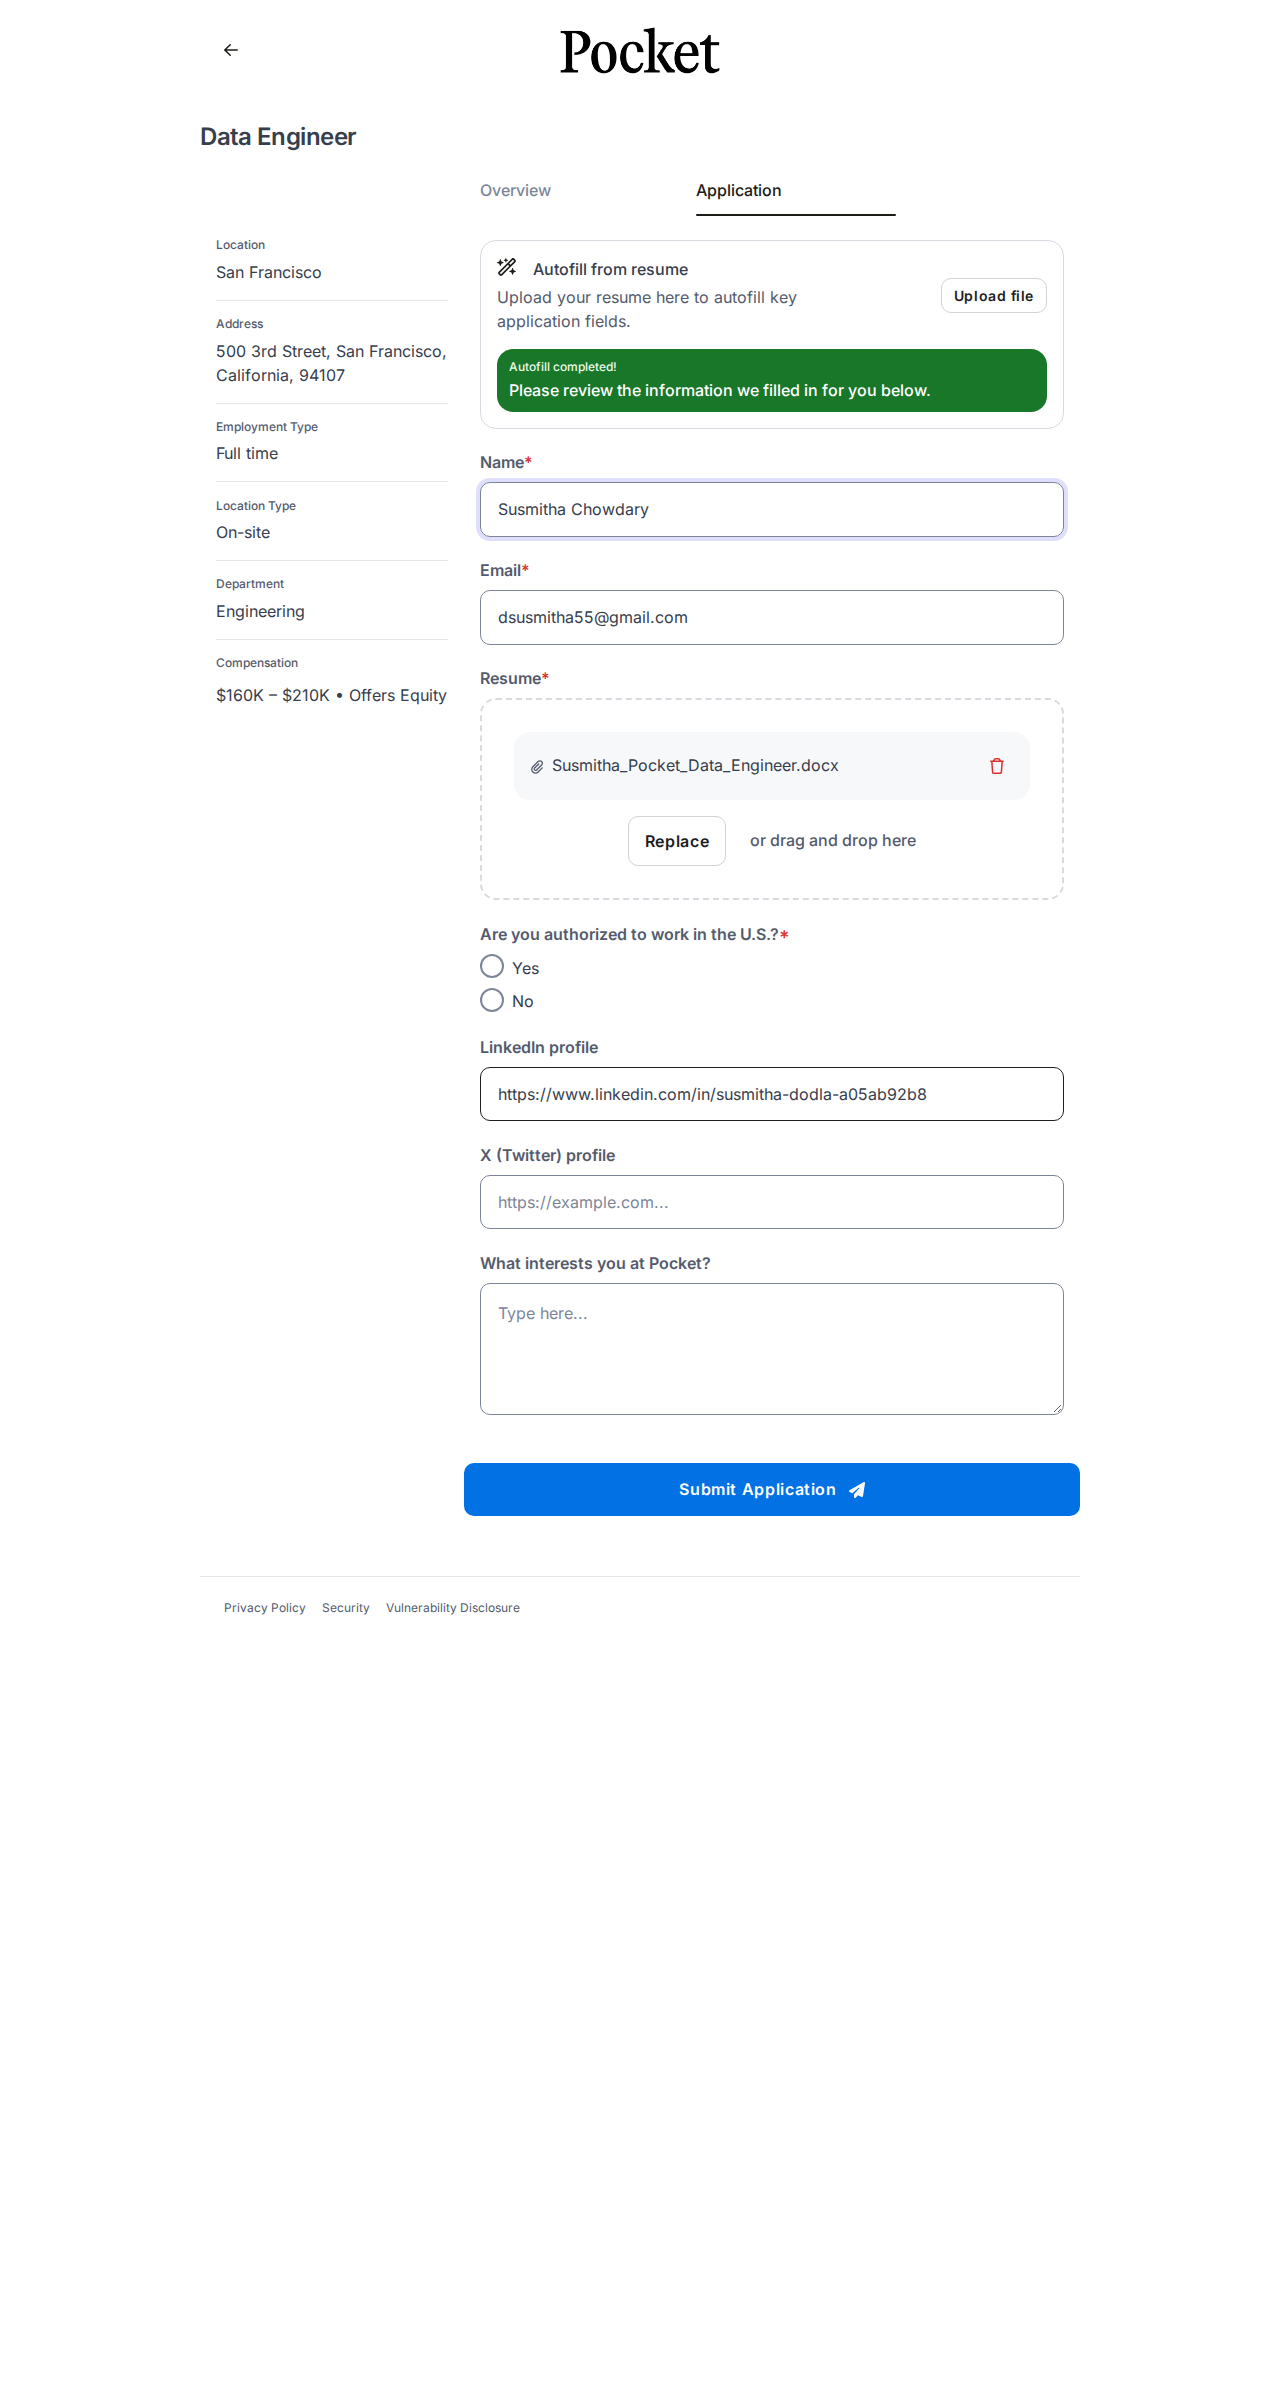 Pocket
Data Engineer
Overview
Application
Location
San Francisco
Address
500 3rd Street, San Francisco,
California, 94107
Employment Type
Full time
Location Type
On-site
Department
Engineering
Compensation
$160K – $210K • Offers Equity
Autofill from resume
Upload your resume here to autofill key
application fields.
Upload file
Autofill completed!
Please review the information we filled in for you below.
Name*
Susmitha Chowdary
Email*
dsusmitha55@gmail.com
Resume*
Susmitha_Pocket_Data_Engineer.docx
Replace
or drag and drop here
Are you authorized to work in the U.S.?*
Yes
No
LinkedIn profile
https://www.linkedin.com/in/susmitha-dodla-a05ab92b8
X (Twitter) profile
https://example.com...
What interests you at Pocket?
Type here...
Submit Application
Privacy Policy
Security
Vulnerability Disclosure